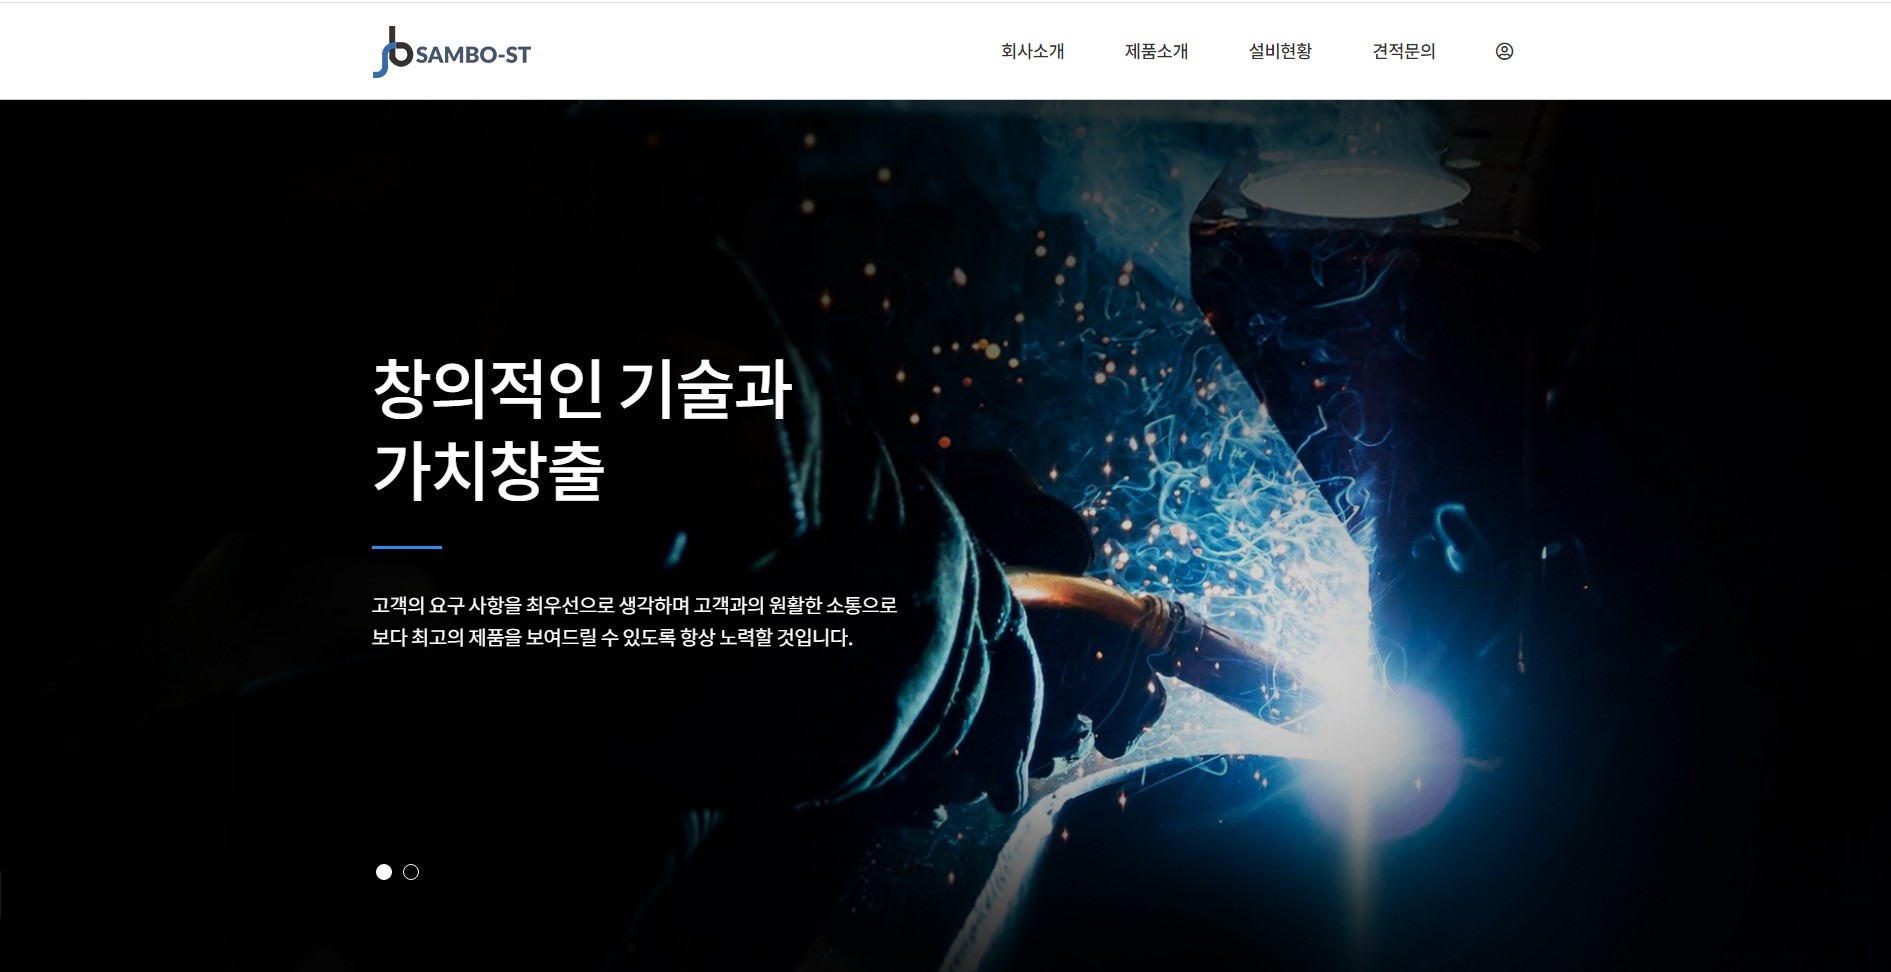 SAMBO-ST
회사소개
제품소개
설비현황
견적문의
창의적인 기술과
가치창출
고객의 요구 사항을 최우선으로 생각하며 고객과의 원활한 소통으로
보다 최고의 제품을 보여드릴 수 있도록 항상 노력할 것입니다.